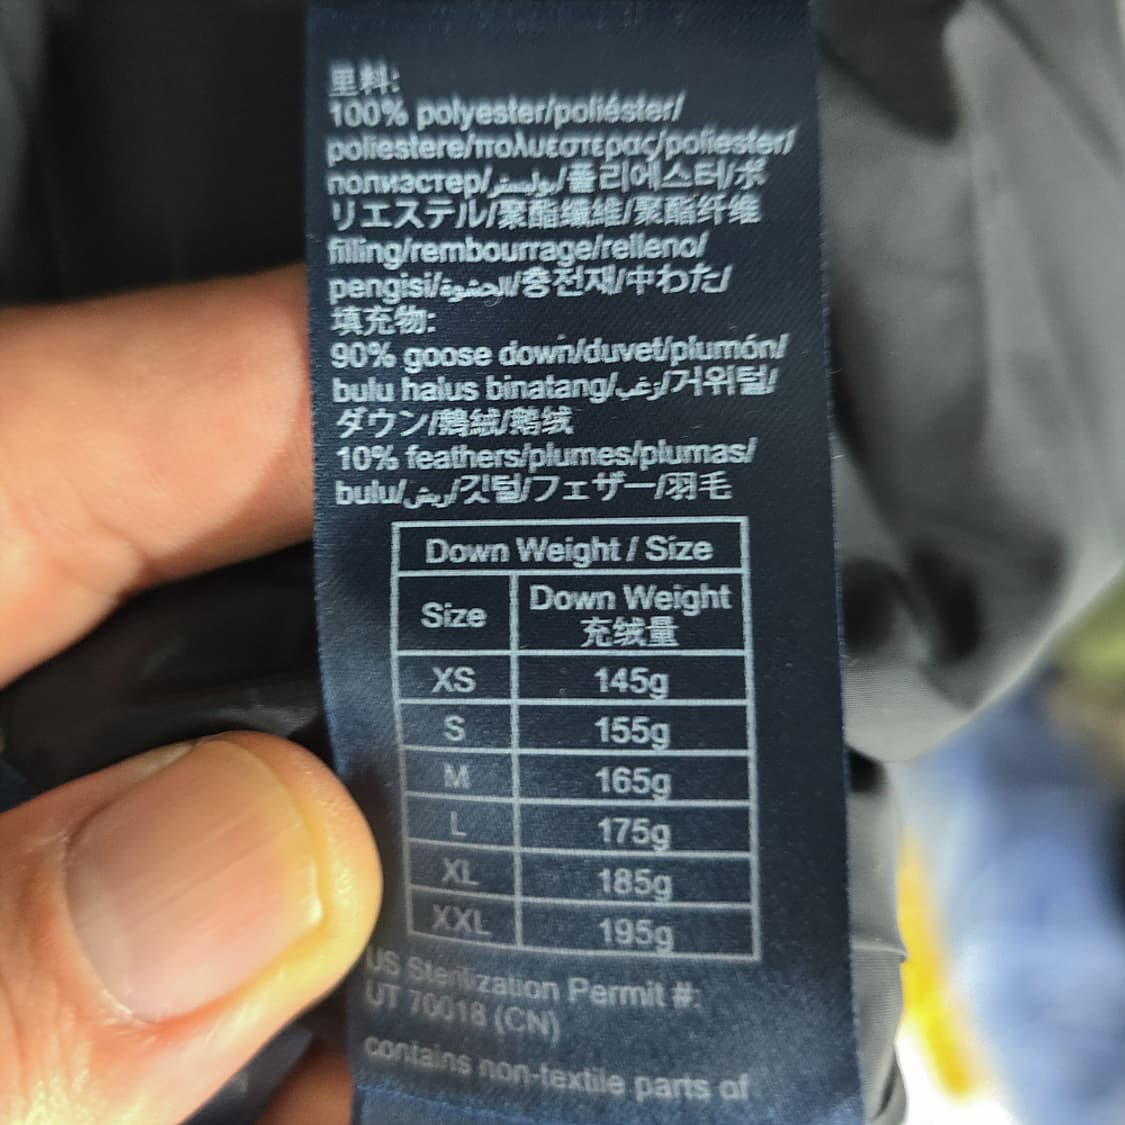 里料:
100% polyester/poliéster/
poliestere/πολυεστερας/poliester/
полиэстер/بوليستر/폴리에스터/ポ
リエステル/聚酯纖維/聚酯纤维
filling/rembourrage/relleno/
pengisi/الحشوة/충전재/中わた/
填充物:
90% goose down/duvet/plumón/
bulu halus binatang/زغب/거위털/
ダウン/鵝絨/鹅绒
10% feathers/plumes/plumas/
bulu/ريش/깃털/フェザー/羽毛
Down Weight / Size
Size Down Weight
充绒量
XS 145g
S 155g
M 165g
L 175g
XL 185g
XXL 195g
US Sterilization Permit #:
UT 70018 (CN)
contains non-textile parts of